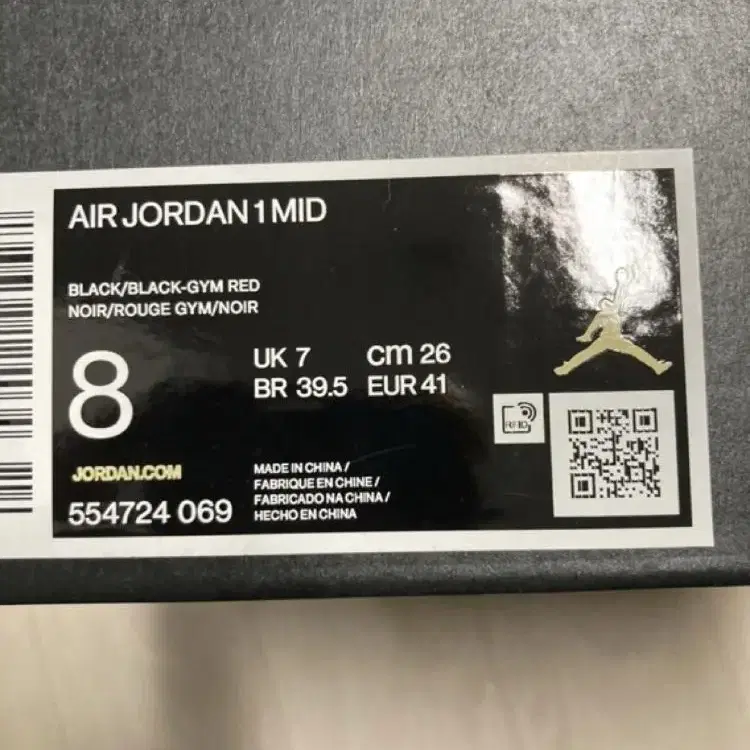 AIR JORDAN 1 MID
BLACK/BLACK-GYM RED
NOIR/ROUGE GYM/NOIR
8
UK 7 cm 26
BR 39.5 EUR 41
RFID
JORDAN.COM
554724 069
MADE IN CHINA /
FABRIQUE EN CHINE /
FABRICADO NA CHINA /
HECHO EN CHINA